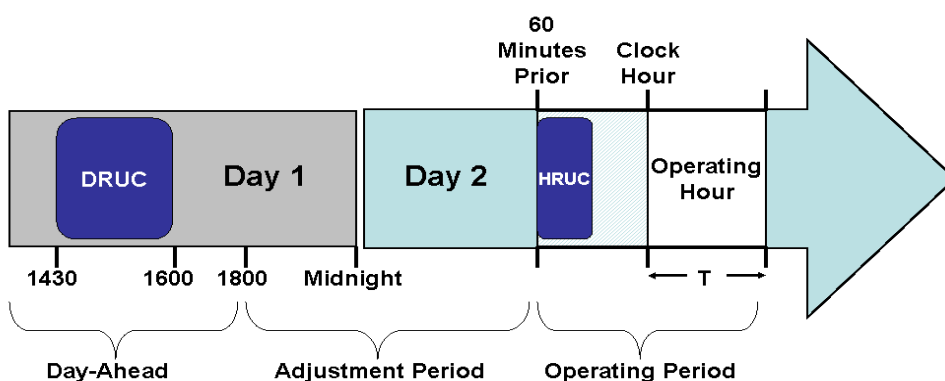 60
Minutes
Prior
Clock
Hour
DRUC
Day 1
Day 2
HRUC
Operating
Hour
1430
1600
1800
Midnight
T
Day-Ahead
Adjustment Period
Operating Period